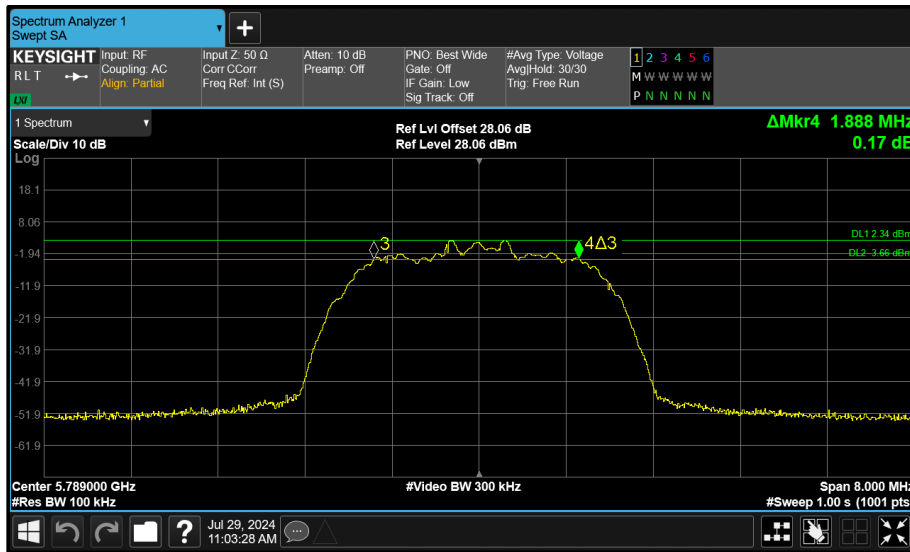 Spectrum Analyzer 1
Swept SA
KEYSIGHT
R L T
LXI
Input: RF
Coupling: AC
Align: Partial
Input Z: 50 Ω
Corr CCorr
Freq Ref: Int (S)
Atten: 10 dB
Preamp: Off
PNO: Best Wide
Gate: Off
IF Gain: Low
Sig Track: Off
#Avg Type: Voltage
Avg|Hold: 30/30
Trig: Free Run
1 2 3 4 5 6
M W W W W W
P N N N N N
1 Spectrum
Scale/Div 10 dB
Ref Lvl Offset 28.06 dB
Ref Level 28.06 dBm
ΔMkr4 1.888 MHz
0.17 dB
Log
18.1
8.06
-1.94
-11.9
-21.9
-31.9
-41.9
-51.9
-61.9
3
4Δ3
DL1 2.34 dBm
DL2 -3.66 dBm
Center 5.789000 GHz
#Res BW 100 kHz
#Video BW 300 kHz
Span 8.000 MHz
#Sweep 1.00 s (1001 pts
?
Jul 29, 2024
11:03:28 AM